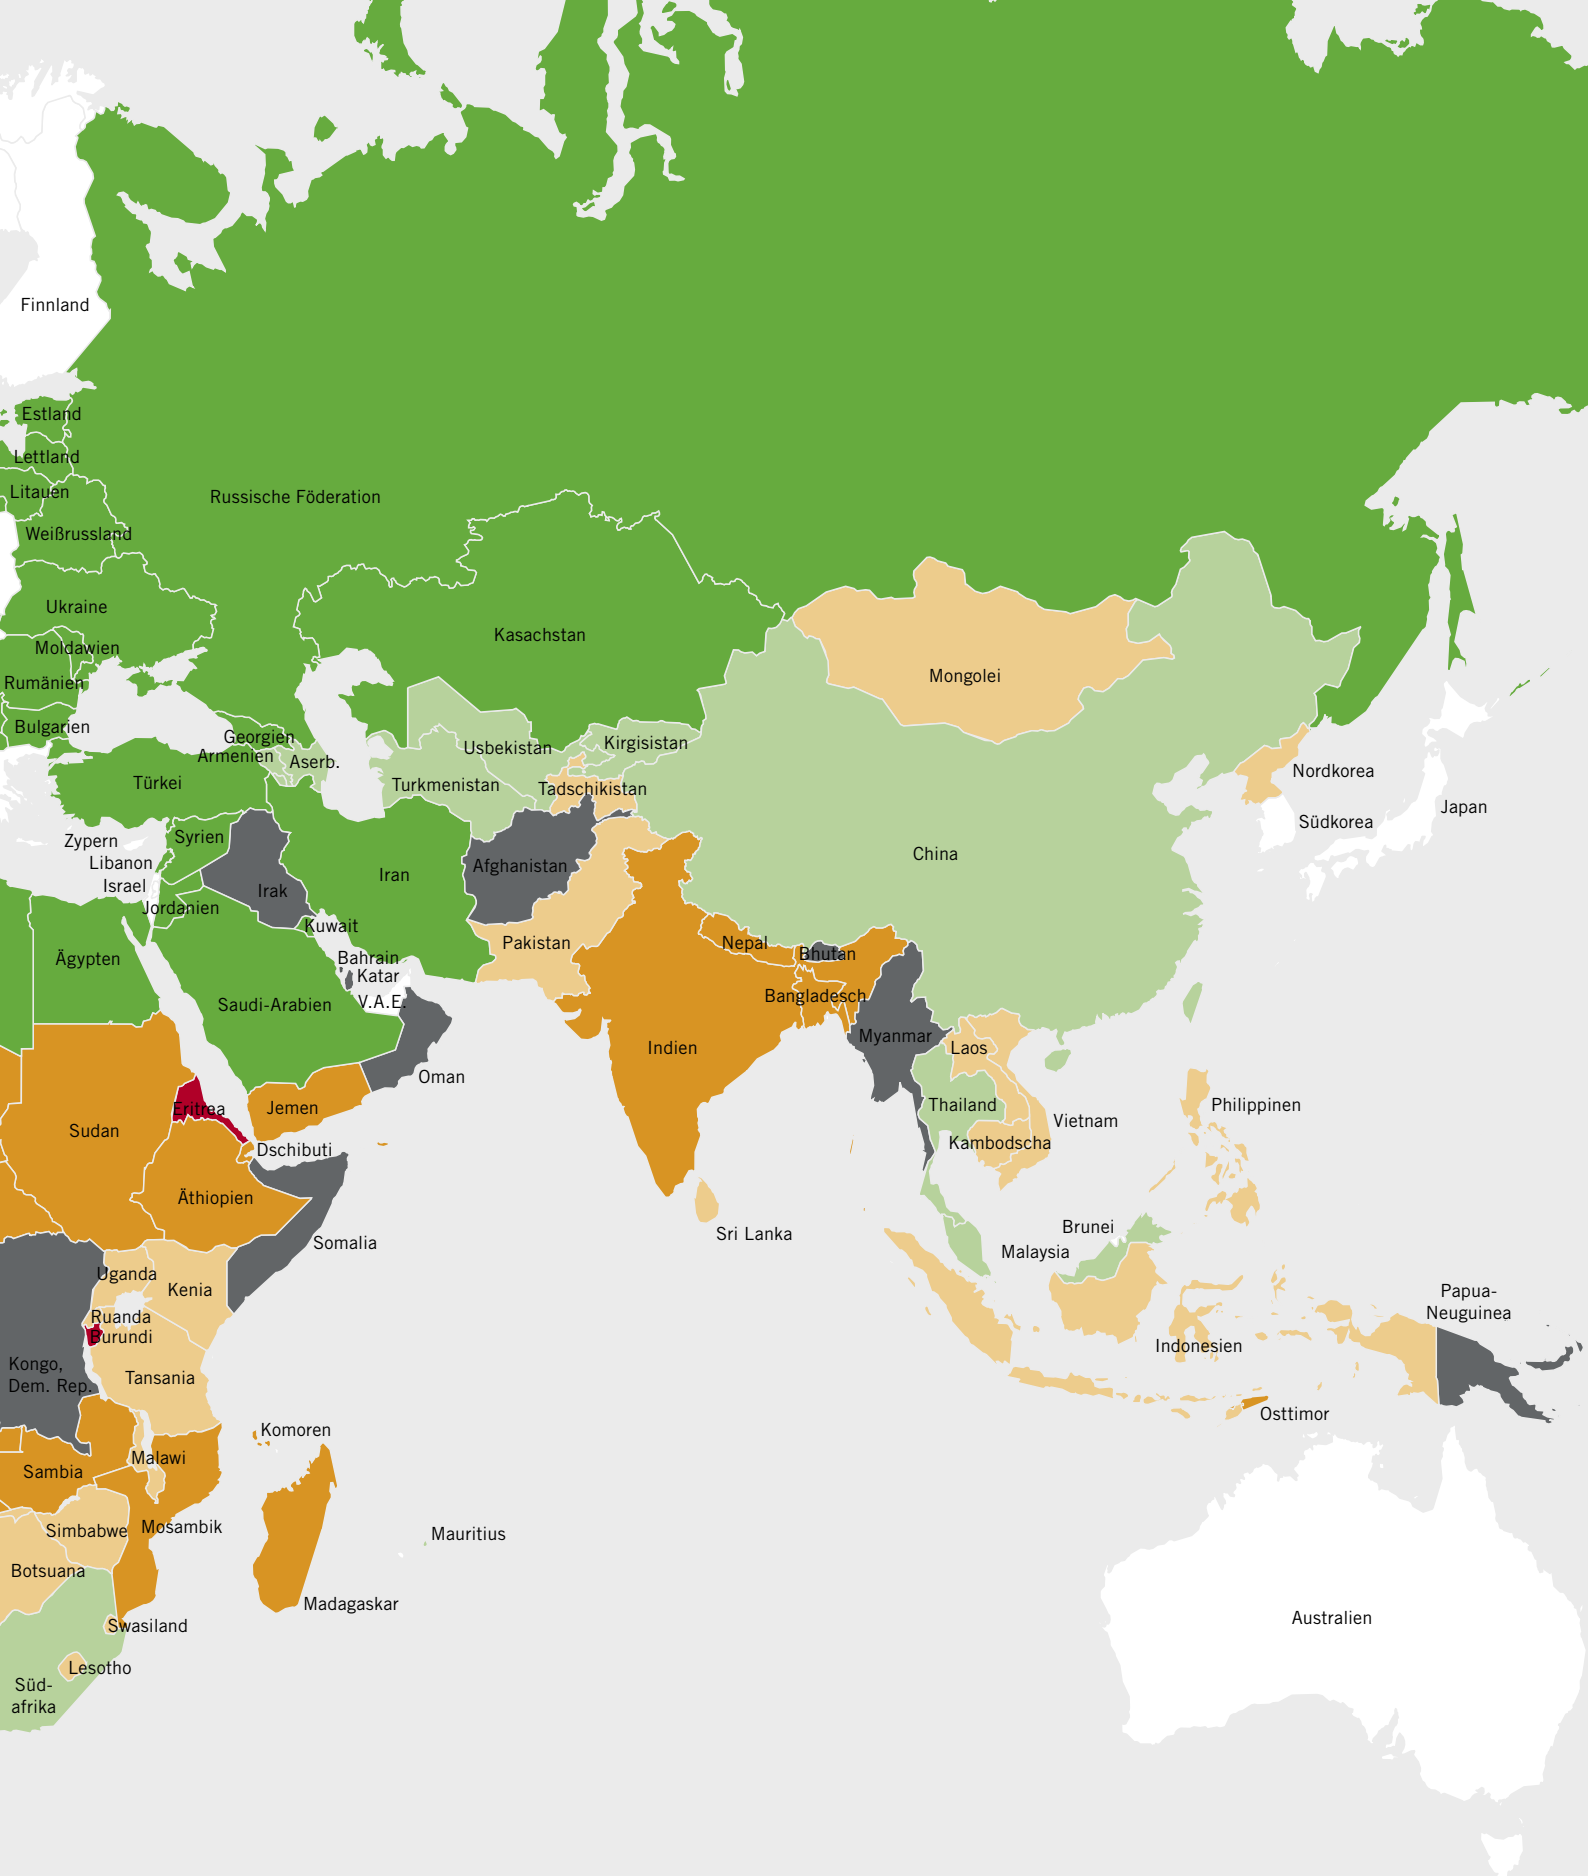 Finnland
Estland
Lettland
Litauen
Russische Föderation
Weißrussland
Ukraine
Kasachstan
Moldawien
Mongolei
Rumänien
Bulgarien
Georgien
Kirgisistan
Usbekistan
Armenien
Aserb.
Nordkorea
Türkei
Turkmenistan
Tadschikistan
Japan
Südkorea
Syrien
Zypern
China
Libanon
Afghanistan
Iran
Israel
Irak
Jordanien
Kuwait
Pakistan
Nepal
Bhutan
Ägypten
Bahrain
Katar
Bangladesch
V.A.E.
Saudi-Arabien
Myanmar
Indien
Laos
Oman
Thailand
Philippinen
Eritrea
Jemen
Vietnam
Sudan
Kambodscha
Dschibuti
Äthiopien
Brunei
Sri Lanka
Somalia
Malaysia
Uganda
Kenia
Papua-
Neuguinea
Ruanda
Burundi
Indonesien
Kongo,
Dem. Rep.
Tansania
Osttimor
Komoren
Malawi
Sambia
Mosambik
Simbabwe
Mauritius
Botsuana
Madagaskar
Australien
Swasiland
Lesotho
Süd-
afrika